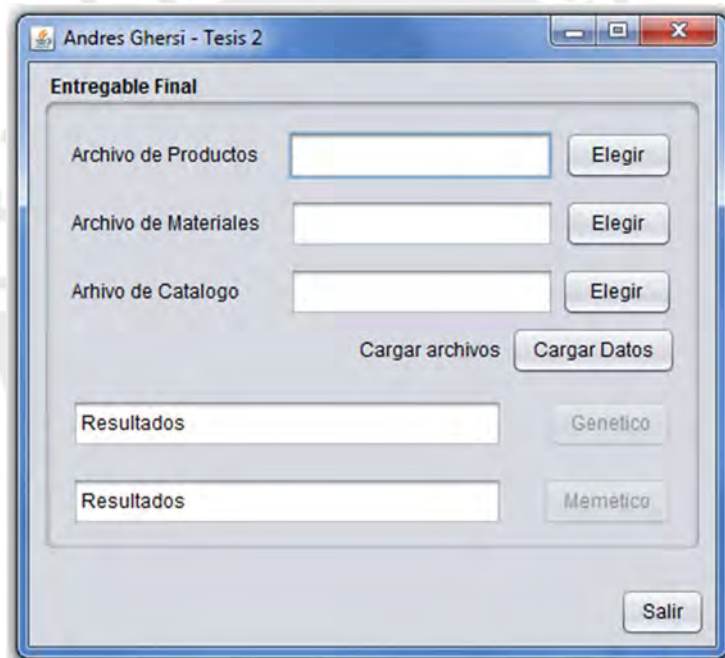 Andres Ghersi - Tesis 2
Entregable Final
Archivo de Productos Elegir
Archivo de Materiales Elegir
Arhivo de Catalogo Elegir
Cargar archivos Cargar Datos
Resultados Genetico
Resultados Memetico
Salir